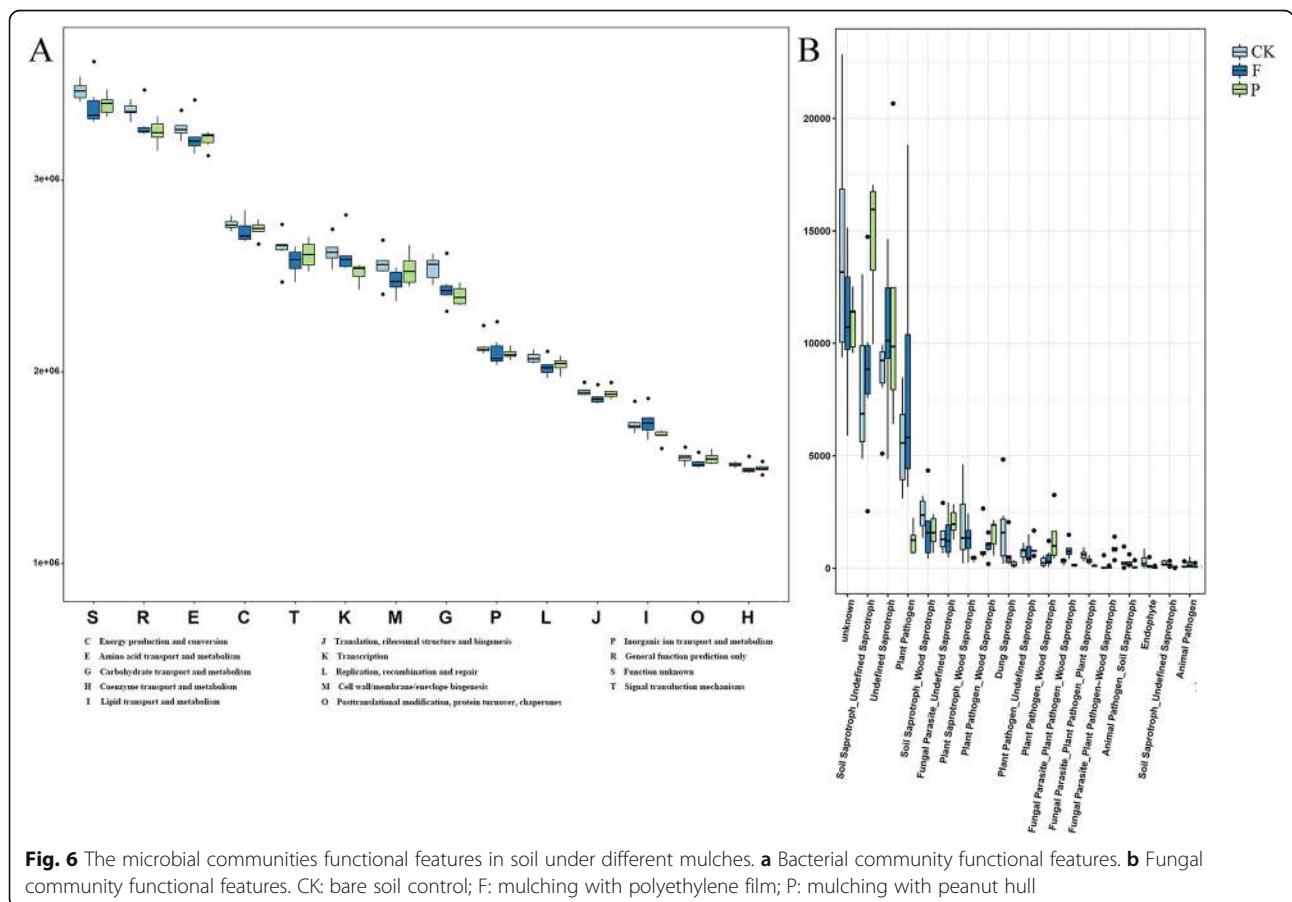 A
3e+06
2e+06
1e+06
S R E C T K M G P L J I O H
C Energy production and conversion
E Amino acid transport and metabolism
G Carbohydrate transport and metabolism
H Coenzyme transport and metabolism
I Lipid transport and metabolism
J Translation, ribosomal structure and biogenesis
K Transcription
L Replication, recombination and repair
M Cell wall/membrane/envelope biogenesis
O Posttranslational modification, protein turnover, chaperones
P Inorganic ion transport and metabolism
R General function prediction only
S Function unknown
T Signal transduction mechanisms
B
20000
15000
10000
5000
0
unknown
Soil Saprotroph_Undefined Saprotroph
Undefined Saprotroph
Plant Pathogen
Soil Saprotroph_Wood Saprotroph
Fungal Parasite_Undefined Saprotroph
Plant Saprotroph_Wood Saprotroph
Plant Pathogen_Wood Saprotroph
Dung Saprotroph
Plant Pathogen_Undefined Saprotroph
Plant Pathogen_Wood Saprotroph
Fungal Parasite_Plant Pathogen_Wood Saprotroph
Fungal Parasite_Plant Pathogen_Plant Saprotroph
Fungal Parasite_Plant Pathogen~Wood Saprotroph
Animal Pathogen_Soil Saprotroph
Endophyte
Soil Saprotroph_Undefined Saprotroph
Animal Pathogen
CK
F
P
Fig. 6 The microbial communities functional features in soil under different mulches. a Bacterial community functional features. b Fungal
community functional features. CK: bare soil control; F: mulching with polyethylene film; P: mulching with peanut hull